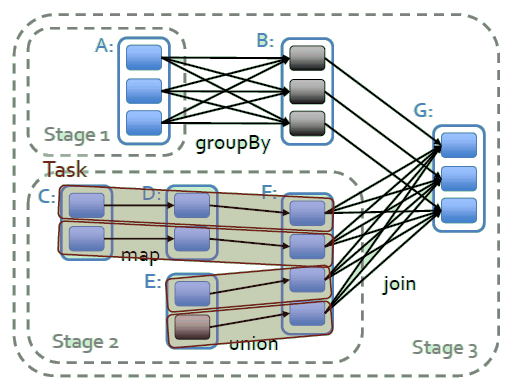 A:
B:
G:
Stage 1
groupBy
Task
C:
D:
F:
map
E:
join
Stage 2
union
Stage 3